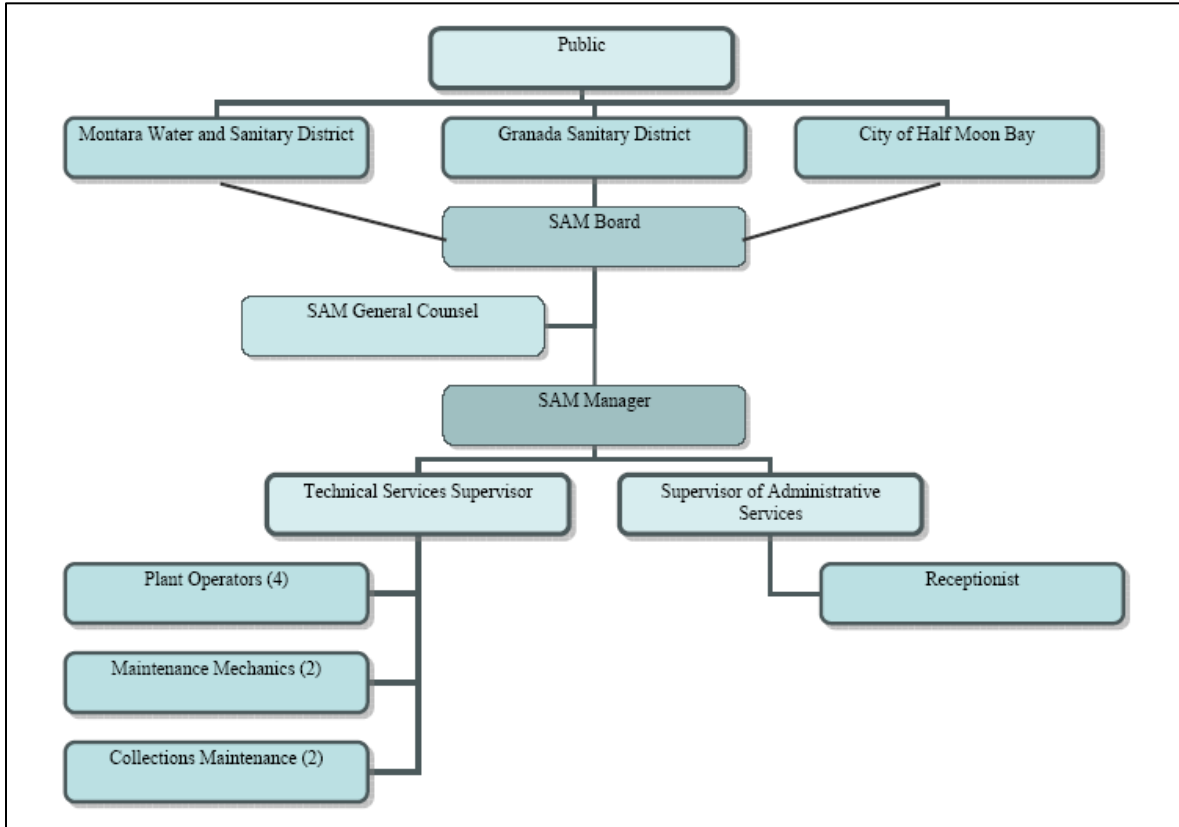 Public
Montara Water and Sanitary District
Granada Sanitary District
City of Half Moon Bay
SAM Board
SAM General Counsel
SAM Manager
Technical Services Supervisor
Supervisor of Administrative
Services
Plant Operators (4)
Receptionist
Maintenance Mechanics (2)
Collections Maintenance (2)